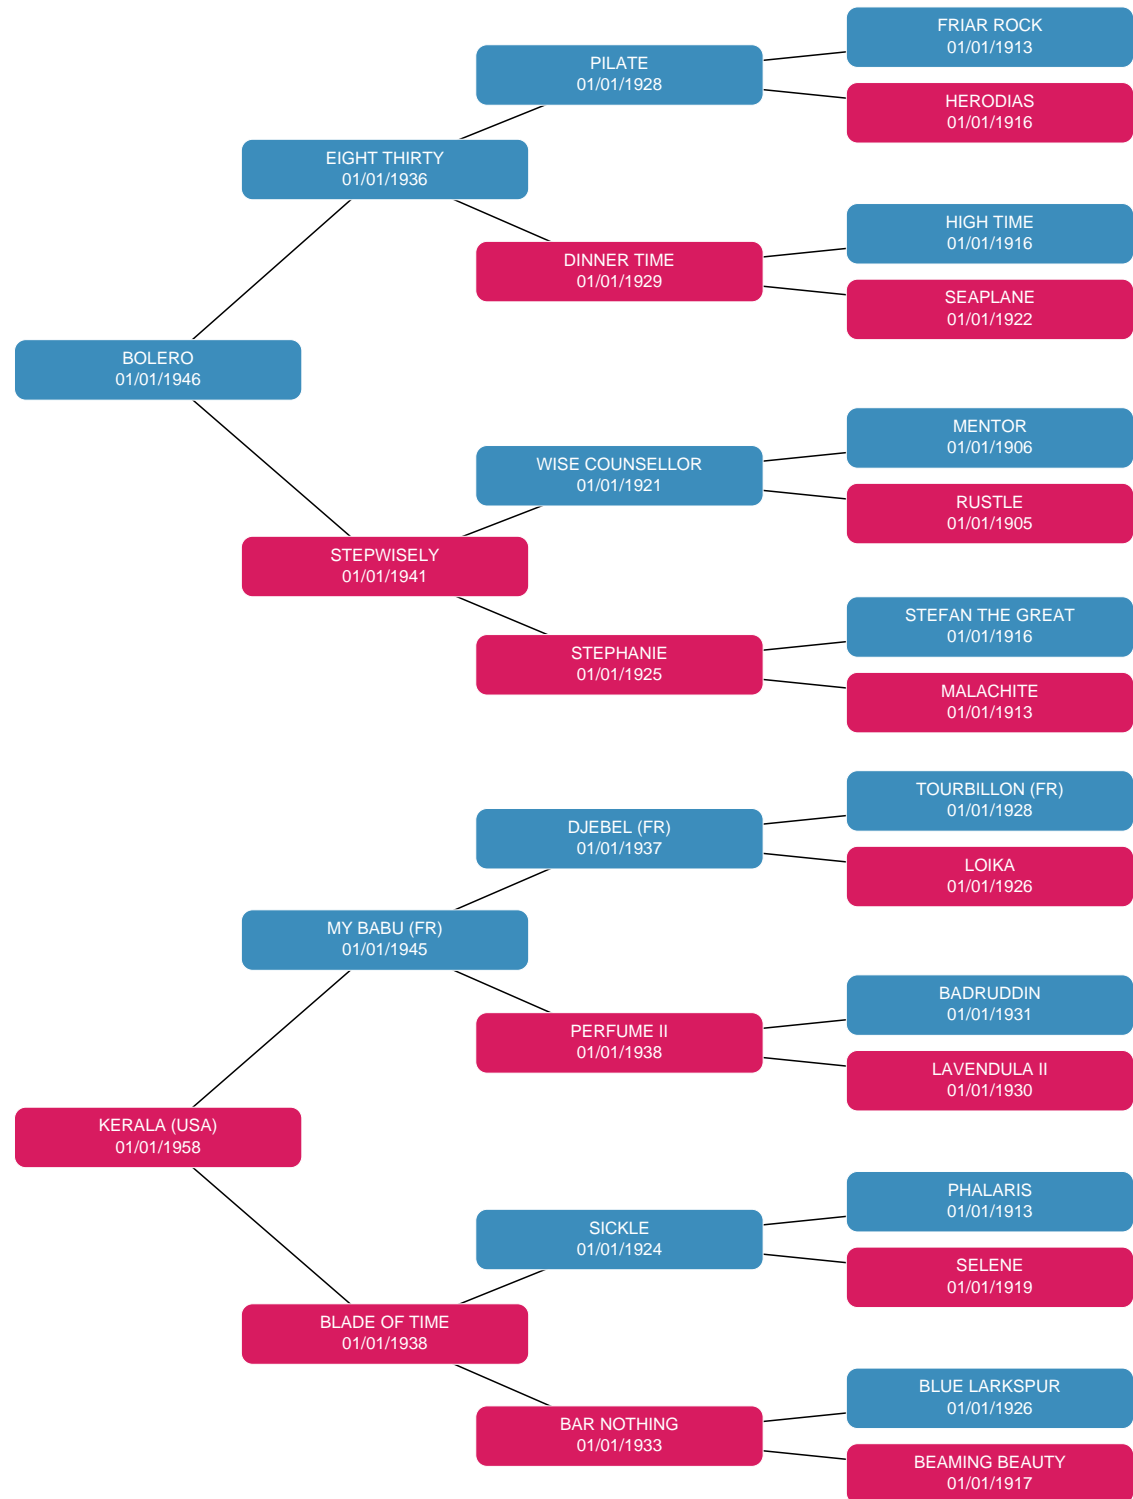 FRIAR ROCK
01/01/1913
PILATE
01/01/1928
HERODIAS
01/01/1916
EIGHT THIRTY
01/01/1936
HIGH TIME
01/01/1916
DINNER TIME
01/01/1929
SEAPLANE
01/01/1922
BOLERO
01/01/1946
MENTOR
01/01/1906
WISE COUNSELLOR
01/01/1921
RUSTLE
01/01/1905
STEPWISELY
01/01/1941
STEFAN THE GREAT
01/01/1916
STEPHANIE
01/01/1925
MALACHITE
01/01/1913
TOURBILLON (FR)
01/01/1928
DJEBEL (FR)
01/01/1937
LOIKA
01/01/1926
MY BABU (FR)
01/01/1945
BADRUDDIN
01/01/1931
PERFUME II
01/01/1938
LAVENDULA II
01/01/1930
KERALA (USA)
01/01/1958
PHALARIS
01/01/1913
SICKLE
01/01/1924
SELENE
01/01/1919
BLADE OF TIME
01/01/1938
BLUE LARKSPUR
01/01/1926
BAR NOTHING
01/01/1933
BEAMING BEAUTY
01/01/1917